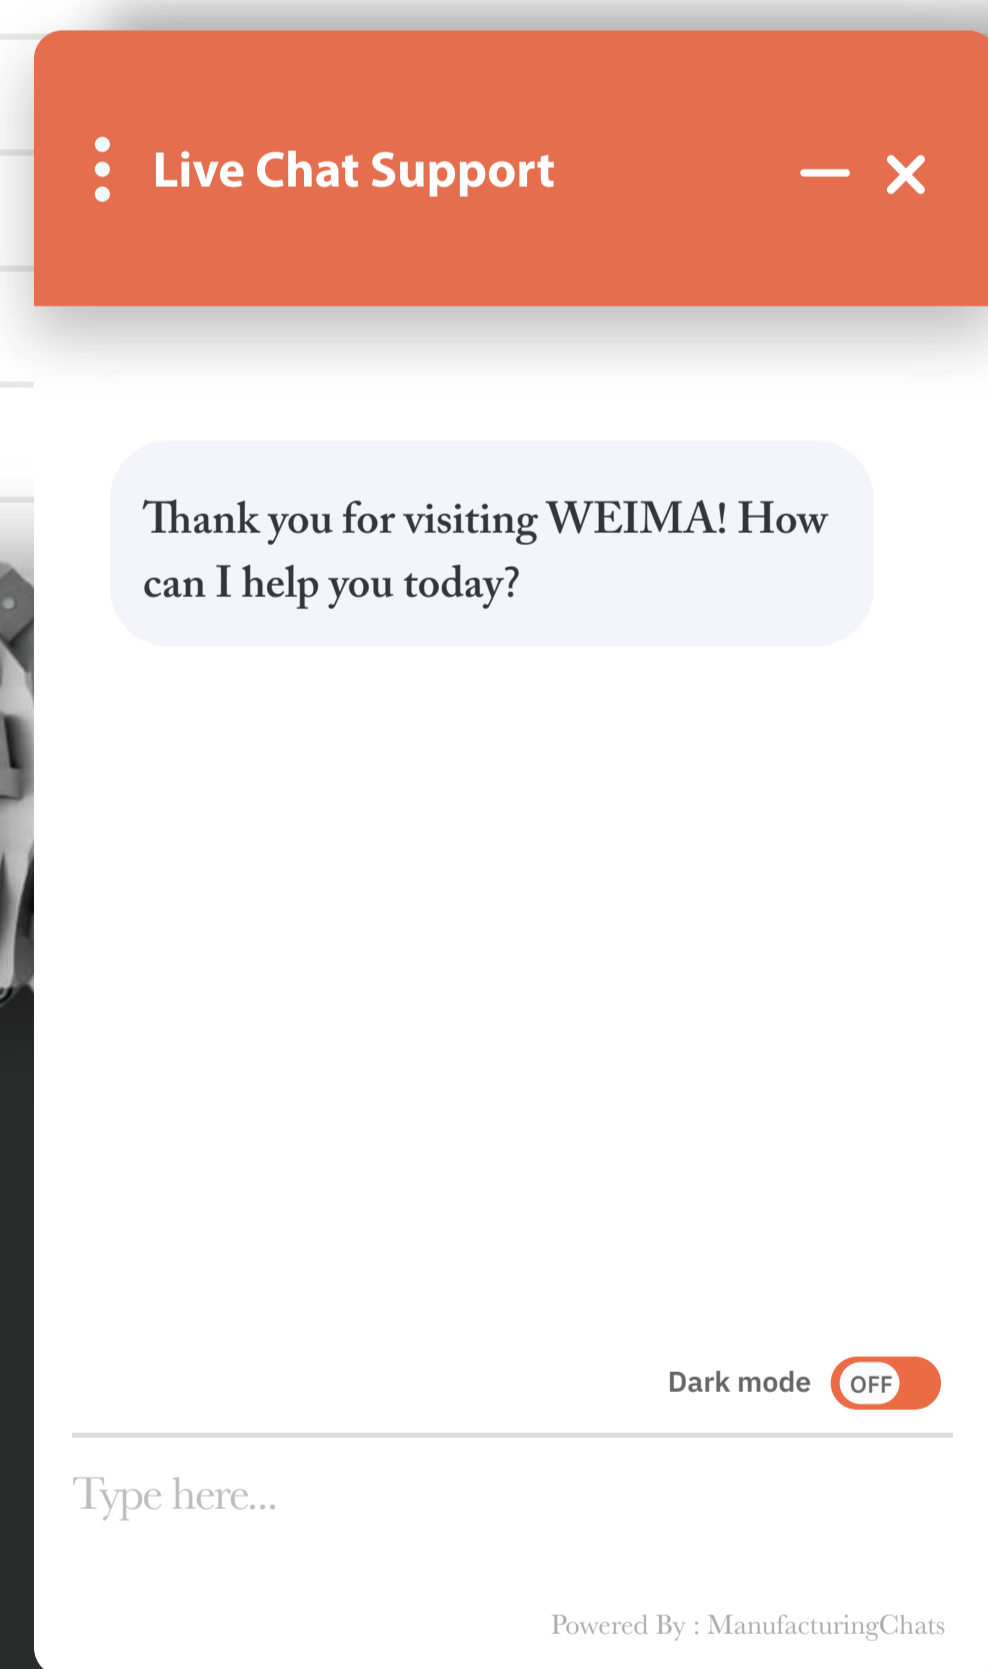 Live Chat Support
Thank you for visiting WEIMA! How
can I help you today?
Dark mode OFF
Type here...
Powered By : ManufacturingChats